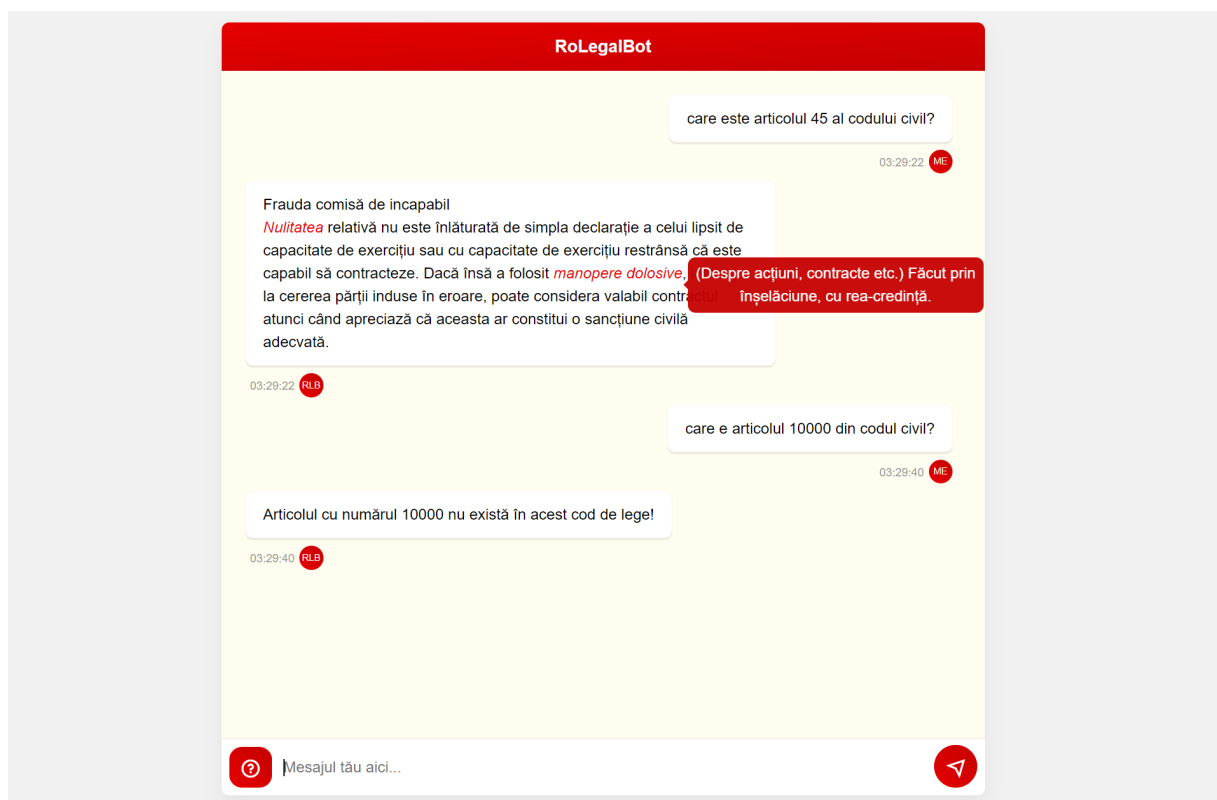 RoLegalBot
care este articolul 45 al codului civil?
03:29:22 ME
Frauda comisă de incapabil
Nulitatea relativă nu este înlăturată de simpla declarație a celui lipsit de
capacitate de exercițiu sau cu capacitate de exercițiu restrânsă că este
capabil să contracteze. Dacă însă a folosit manopere dolosive,
(Despre acțiuni, contracte etc.) Făcut prin
înșelăciune, cu rea-credință.
la cererea părții induse în eroare, poate considera valabil contractul
atunci când apreciază că aceasta ar constitui o sancțiune civilă
adecvată.
03:29:22 RLB
care e articolul 10000 din codul civil?
03:29:40 ME
Articolul cu numărul 10000 nu există în acest cod de lege!
03:29:40 RLB
Mesajul tău aici...